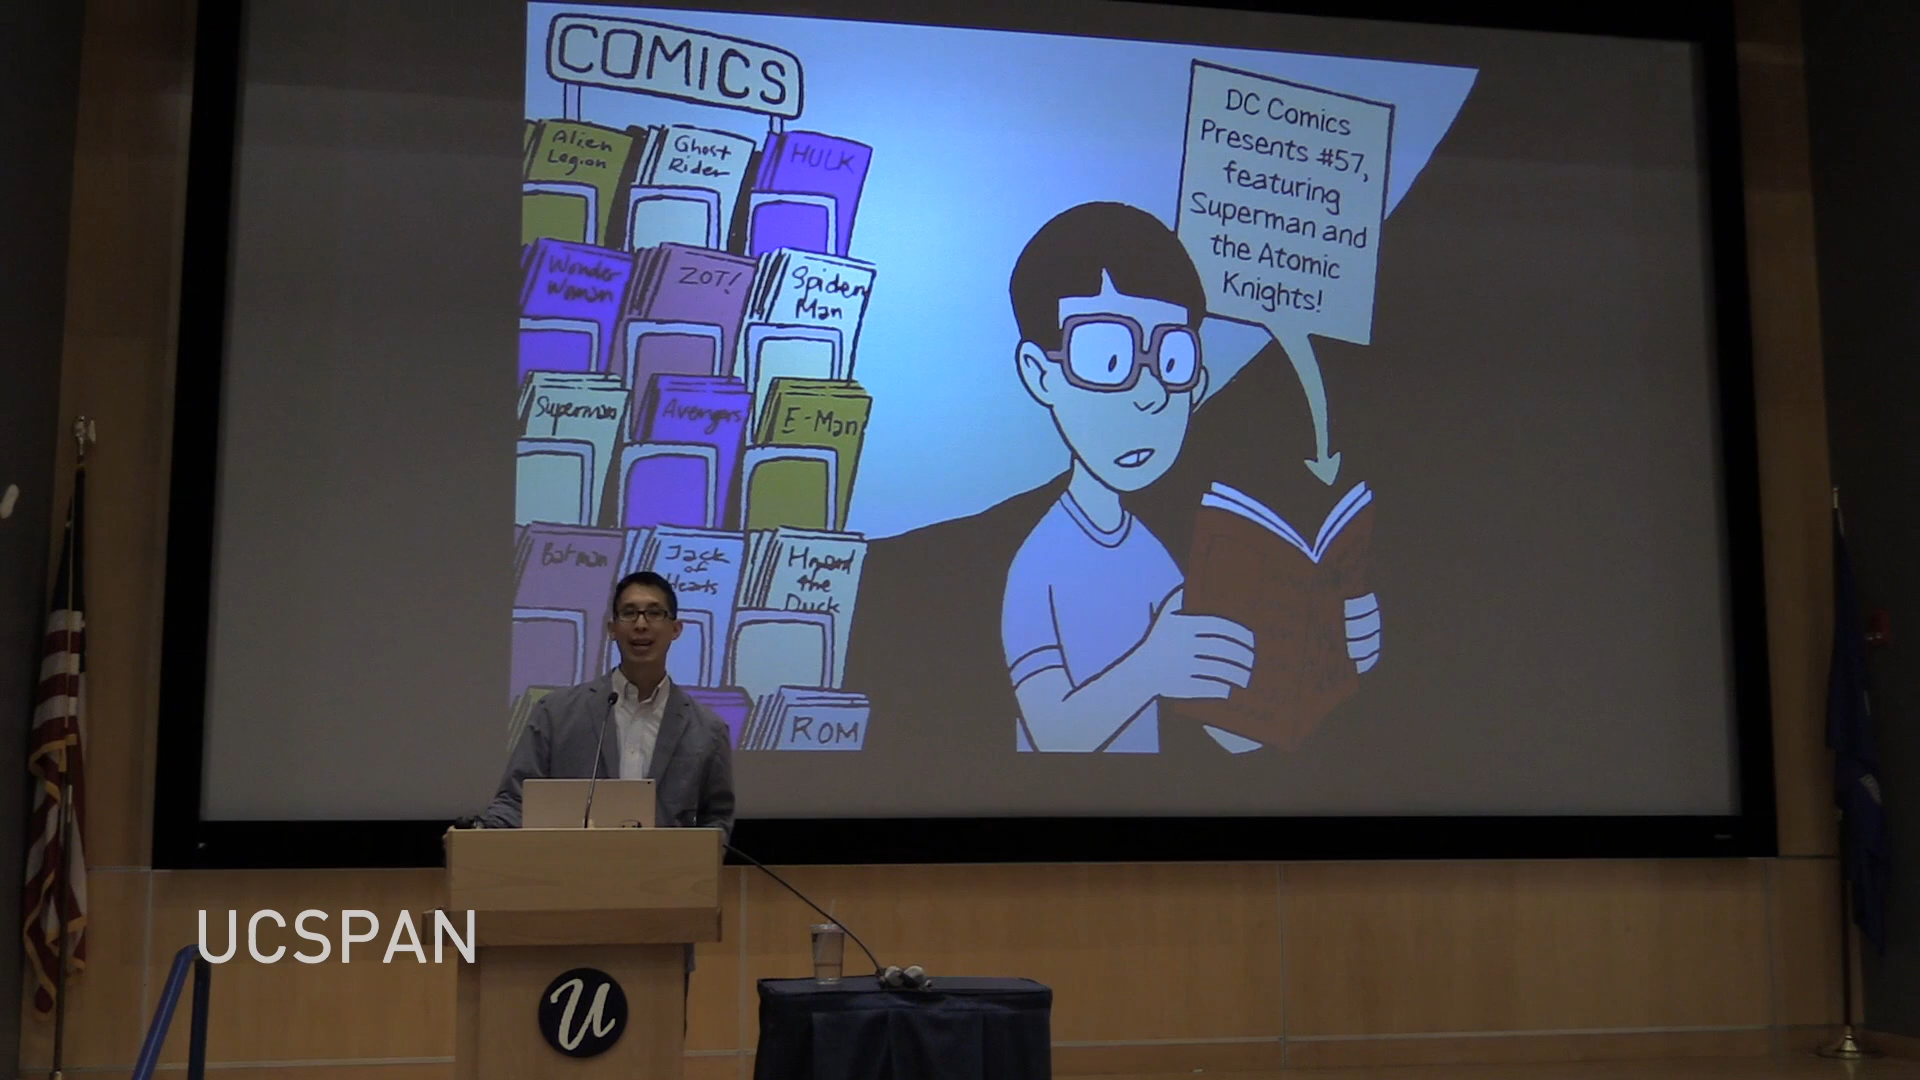 COMICS
Alien
Legion
Ghost
Rider
HULK
Wonder
Woman
ZOT!
Spider
Man
Superman
Avengers
E-Man
Batman
Jack
of
Hearts
Howard
the
Duck
ROM
DC Comics
Presents #57,
featuring
Superman and
the Atomic
Knights!
UCSPAN
U